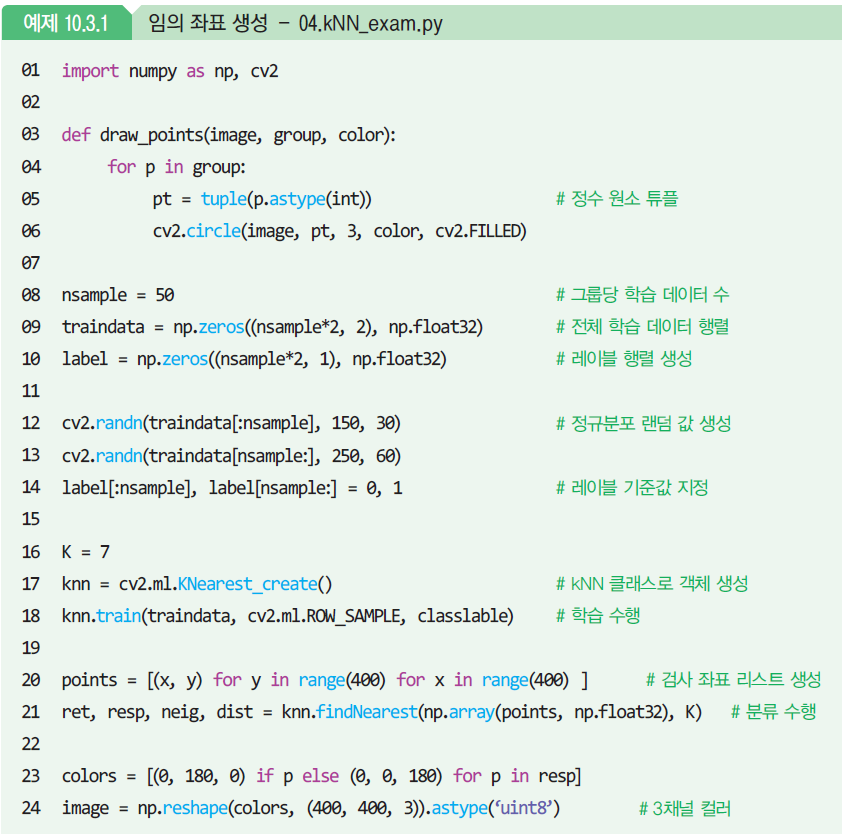 예제 10.3.1 임의 좌표 생성 - 04.kNN_exam.py
01 import numpy as np, cv2
02
03 def draw_points(image, group, color):
04     for p in group:
05         pt = tuple(p.astype(int)) # 정수 원소 튜플
06         cv2.circle(image, pt, 3, color, cv2.FILLED)
07
08 nsample = 50 # 그룹당 학습 데이터 수
09 traindata = np.zeros((nsample*2, 2), np.float32) # 전체 학습 데이터 행렬
10 label = np.zeros((nsample*2, 1), np.float32) # 레이블 행렬 생성
11
12 cv2.randn(traindata[:nsample], 150, 30) # 정규분포 랜덤 값 생성
13 cv2.randn(traindata[nsample:], 250, 60)
14 label[:nsample], label[nsample:] = 0, 1 # 레이블 기준값 지정
15
16 K = 7
17 knn = cv2.ml.KNearest_create() # kNN 클래스로 객체 생성
18 knn.train(traindata, cv2.ml.ROW_SAMPLE, classlable) # 학습 수행
19
20 points = [(x, y) for y in range(400) for x in range(400) ] # 검사 좌표 리스트 생성
21 ret, resp, neig, dist = knn.findNearest(np.array(points, np.float32), K) # 분류 수행
22
23 colors = [(0, 180, 0) if p else (0, 0, 180) for p in resp]
24 image = np.reshape(colors, (400, 400, 3)).astype(‘uint8’) # 3채널 컬러